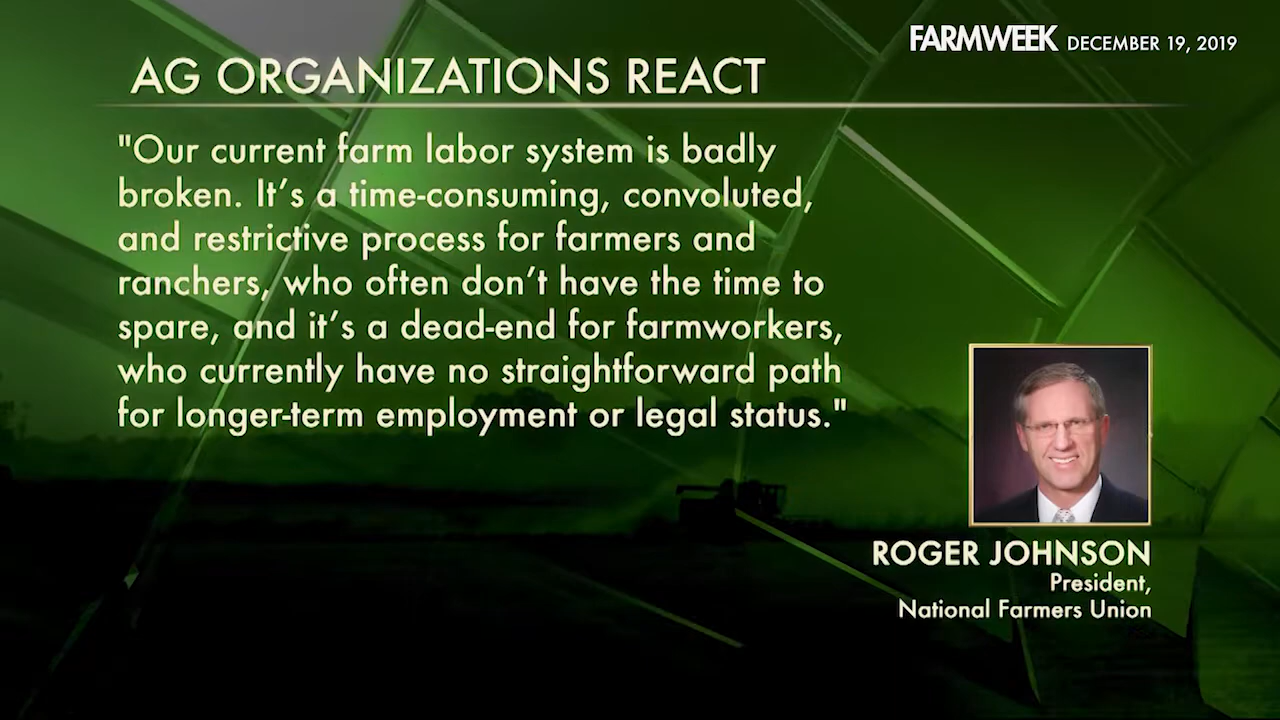 FARMWEEK DECEMBER 19, 2019
AG ORGANIZATIONS REACT
"Our current farm labor system is badly
broken. It’s a time-consuming, convoluted,
and restrictive process for farmers and
ranchers, who often don’t have the time to
spare, and it’s a dead-end for farmworkers,
who currently have no straightforward path
for longer-term employment or legal status."
ROGER JOHNSON
President,
National Farmers Union